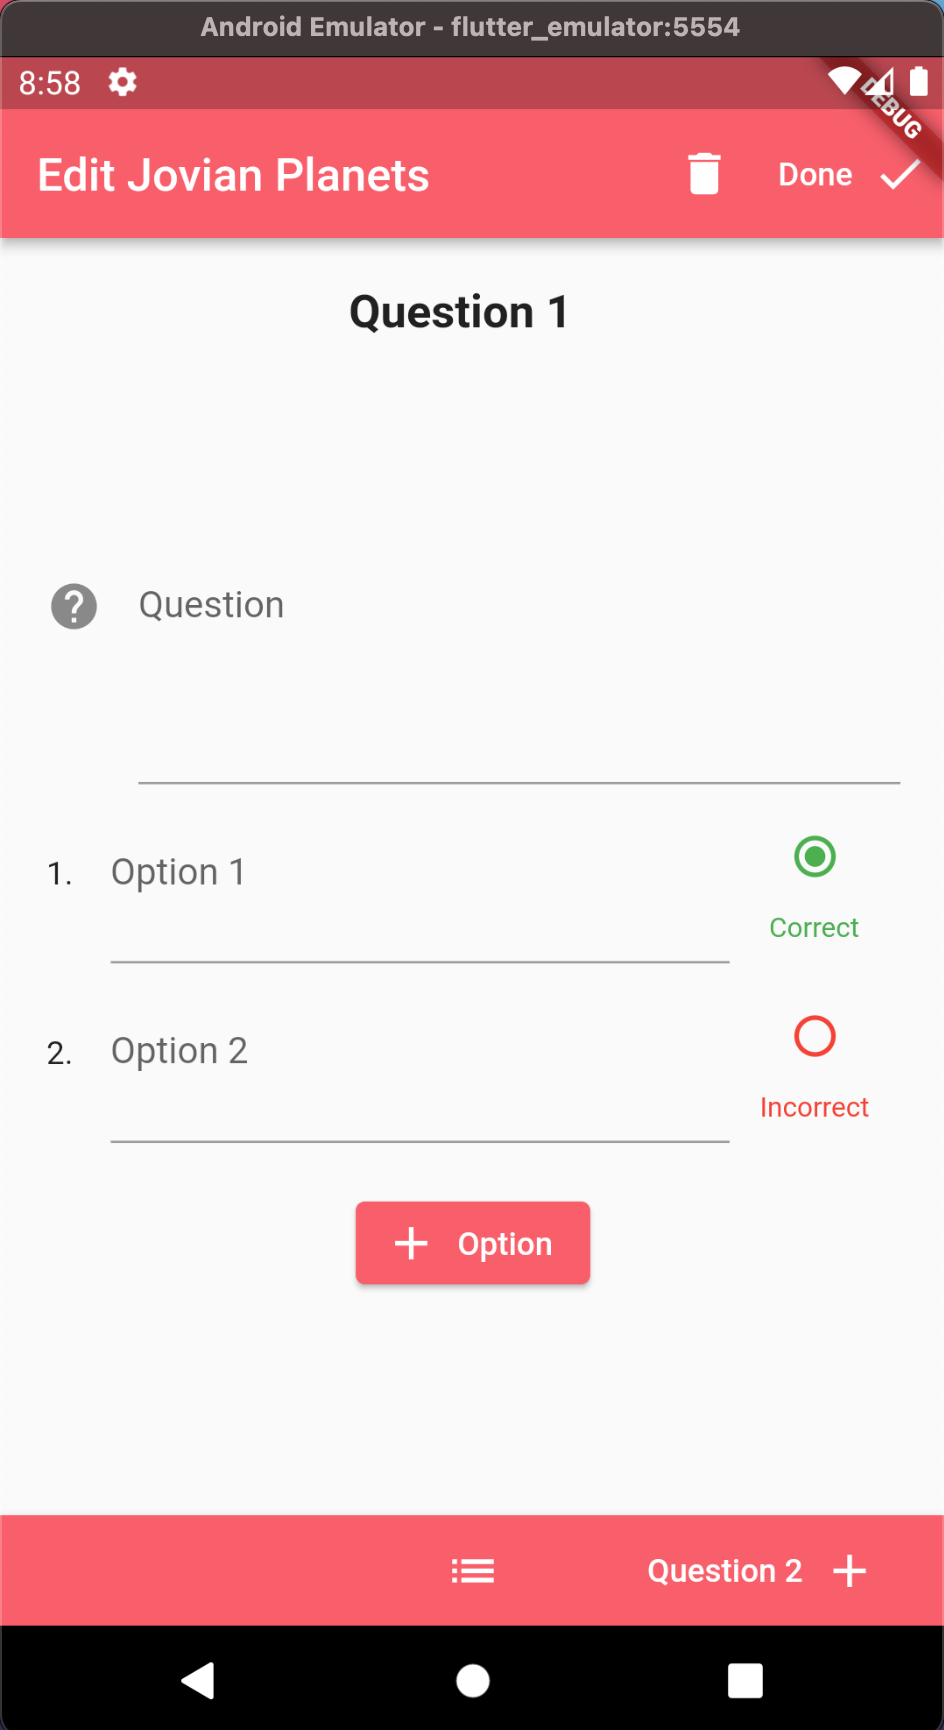 Android Emulator - flutter_emulator:5554
8:58
DEBUG
Edit Jovian Planets
Done
Question 1
?
Question
1.
Option 1
Correct
2.
Option 2
Incorrect
+ Option
Question 2 +